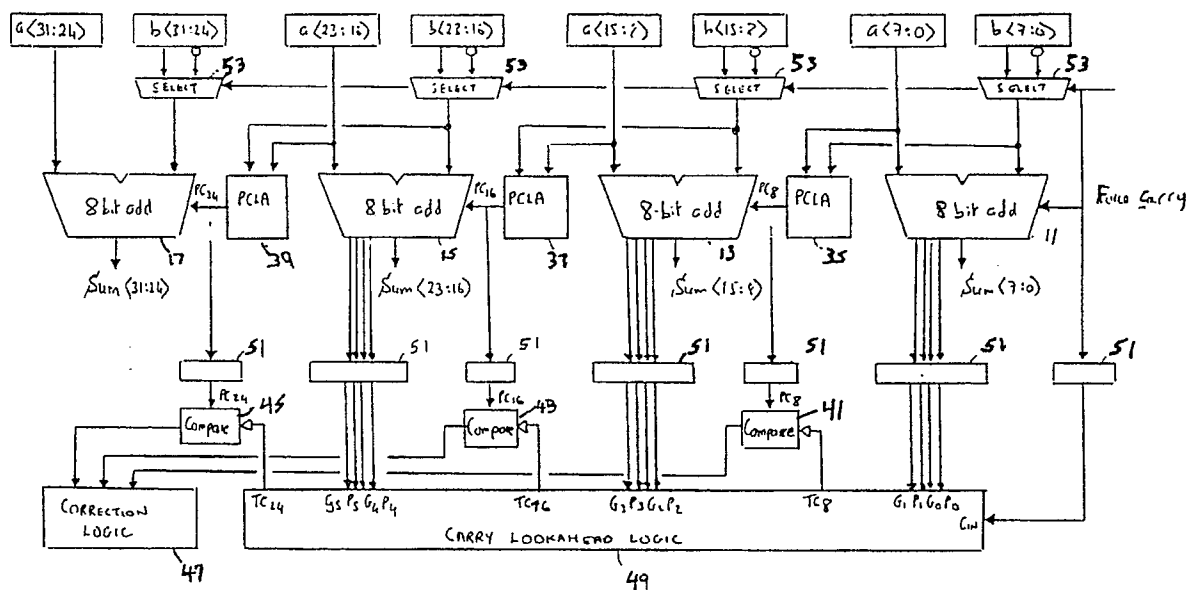 a<31:24> b<31:24> a<23:16> b<23:16> a<15:8> b<15:8> a<7:0> b<7:0>
53 53 53 53
SELECT SELECT SELECT SELECT
8 bit add PC24 PCLA 8 bit add PC16 PCLA 8-bit add PC8 PCLA 8 bit add
Force Carry
17 39 15 37 13 35 11
Sum<31:24> Sum<23:16> Sum<15:8> Sum<7:0>
51 51 51 51 51 51 51
PC24 PC16 PC8
45 43 41
Compare Compare Compare
TC24 G5 P5 G4 P4 TC16 G3 P3 G2 P2 TC8 G1 P1 G0 P0
CIN
CORRECTION
LOGIC
CARRY LOOKAHEAD LOGIC
47 49